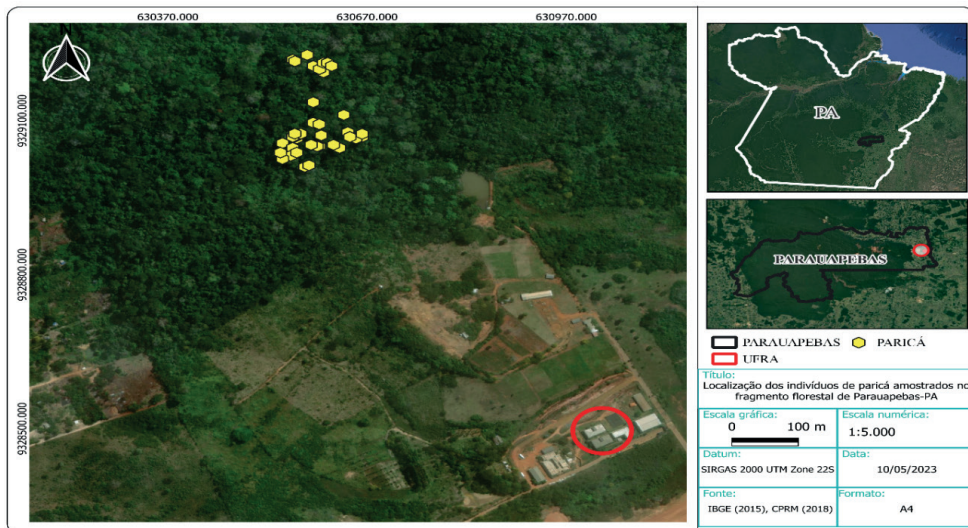 630370.000
630670.000
630970.000
9329100.000
9328800.000
9328500.000
PA
PARAUAPEBAS
PARAUAPEBAS
PARICÁ
UFRA
Título:
Localização dos indivíduos de paricá amostrados no
fragmento florestal de Parauapebas-PA
Escala gráfica:
0 100 m
Escala numérica:
1:5.000
Datum:
SIRGAS 2000 UTM Zone 22S
Data:
10/05/2023
Fonte:
IBGE (2015), CPRM (2018)
Formato:
A4